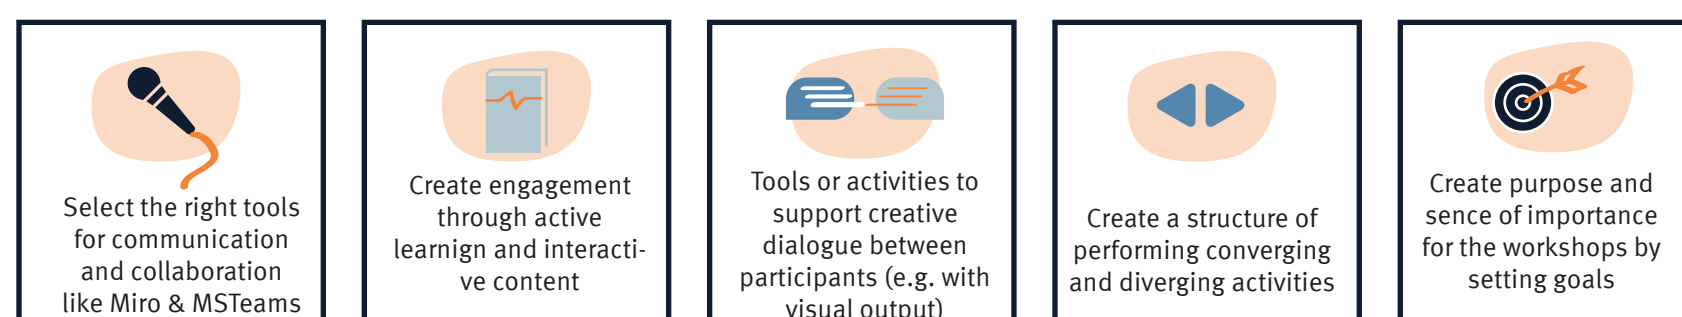 Select the right tools
for communication
and collaboration
like Miro & MSTeams
Create engagement
through active
learnign and interacti-
ve content
Tools or activities to
support creative
dialogue between
participants (e.g. with
visual output)
Create a structure of
performing converging
and diverging activities
Create purpose and
sence of importance
for the workshops by
setting goals